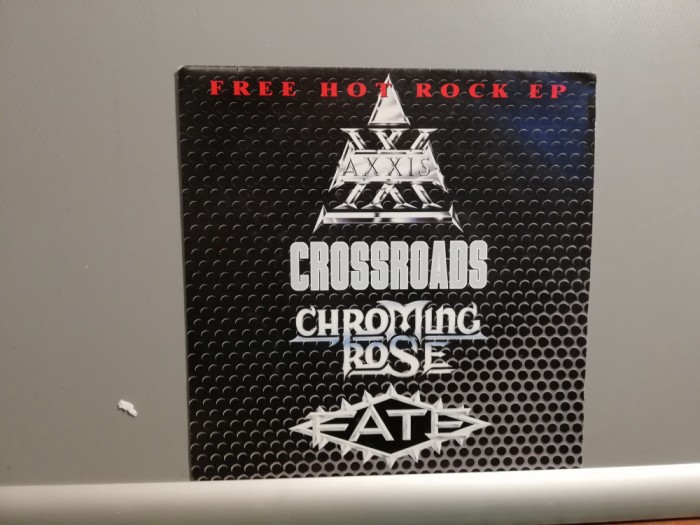 FREE HOT ROCK EP
AXXIS
CROSSROADS
CHROMING
ROSE
FATE